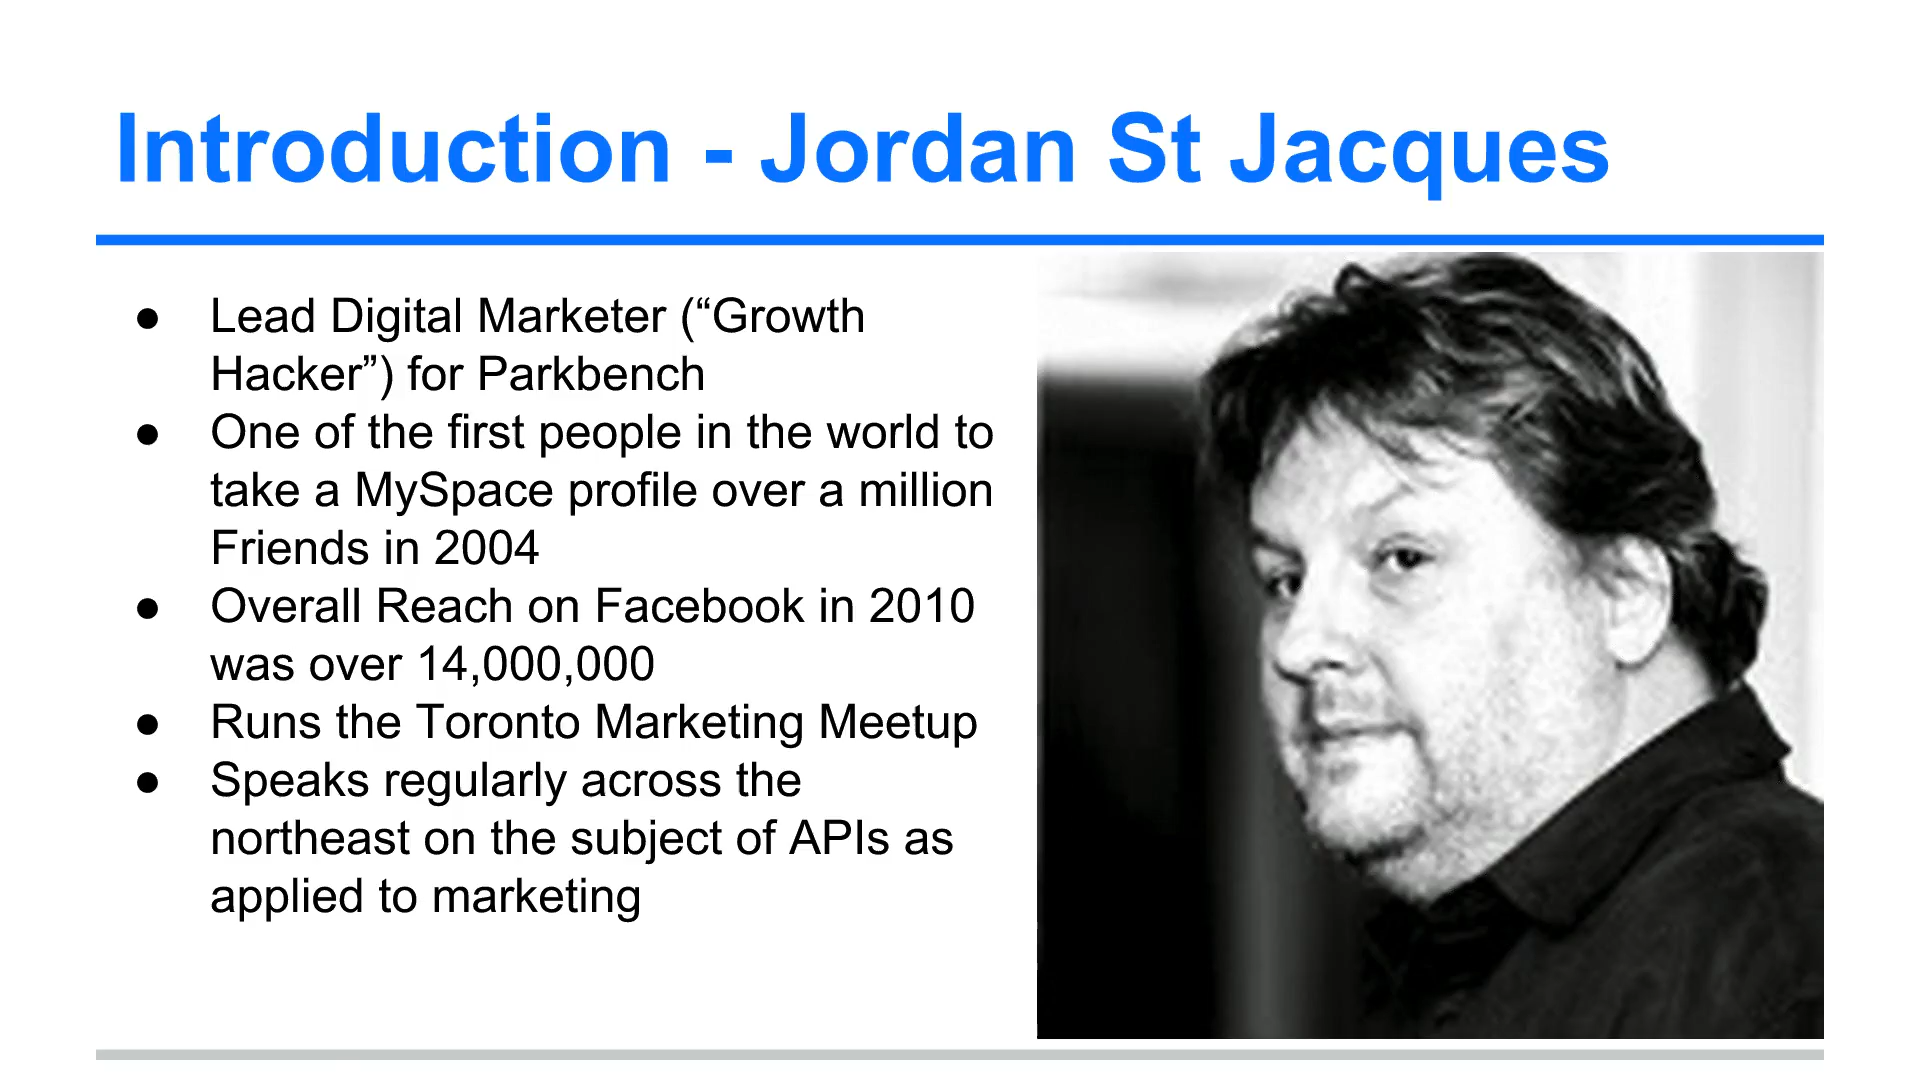 Introduction - Jordan St Jacques
● Lead Digital Marketer (“Growth
Hacker”) for Parkbench
● One of the first people in the world to
take a MySpace profile over a million
Friends in 2004
● Overall Reach on Facebook in 2010
was over 14,000,000
● Runs the Toronto Marketing Meetup
● Speaks regularly across the
northeast on the subject of APIs as
applied to marketing